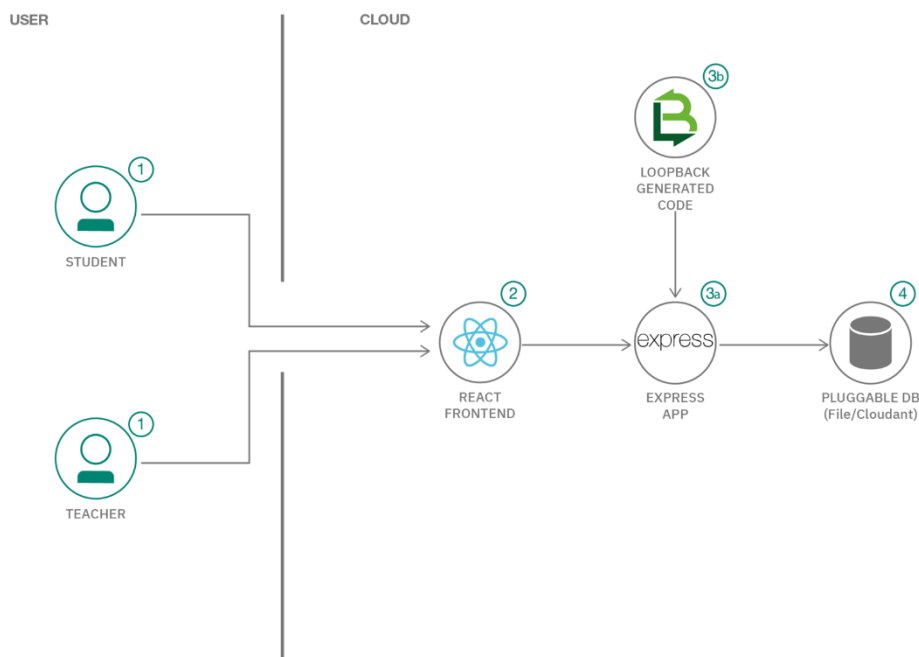 USER
CLOUD
1
STUDENT
3b
LOOPBACK
GENERATED
CODE
2
REACT
FRONTEND
3a
express
EXPRESS
APP
4
PLUGGABLE DB
(File/Cloudant)
1
TEACHER